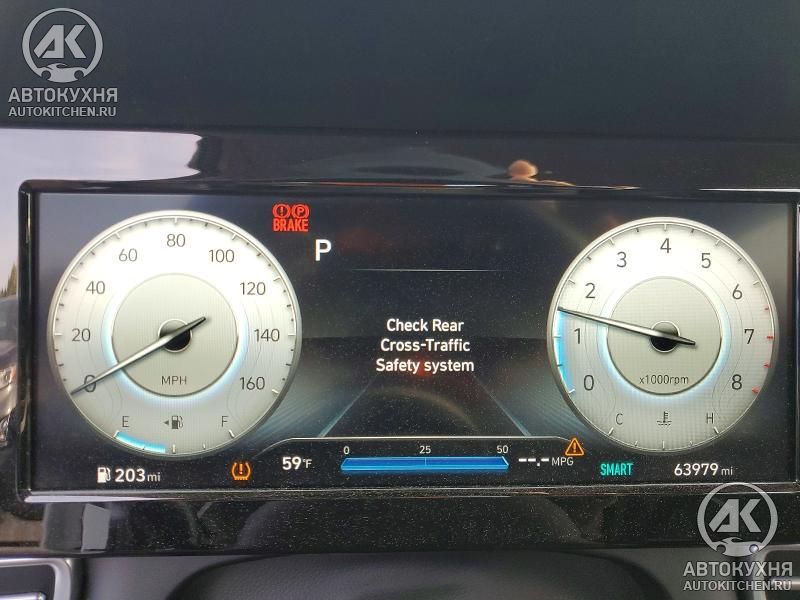 АК
АВТОКУХНЯ
AUTOKITCHEN.RU
BRAKE
P
0 20 40 60 80 100 120 140 160
MPH
E F
0 1 2 3 4 5 6 7 8
x1000rpm
C H
Check Rear
Cross-Traffic
Safety system
203 mi
59°F
0 25 50
--.- MPG
SMART
63979 mi
АК
АВТОКУХНЯ
AUTOKITCHEN.RU